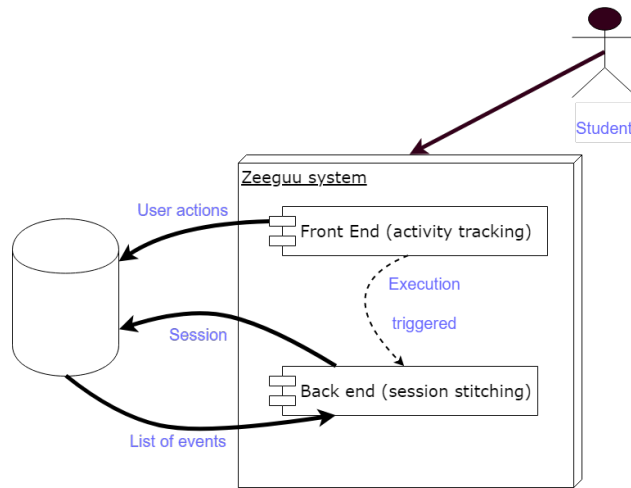 Student
Zeeguu system
User actions
Front End (activity tracking)
Execution
triggered
Session
Back end (session stitching)
List of events